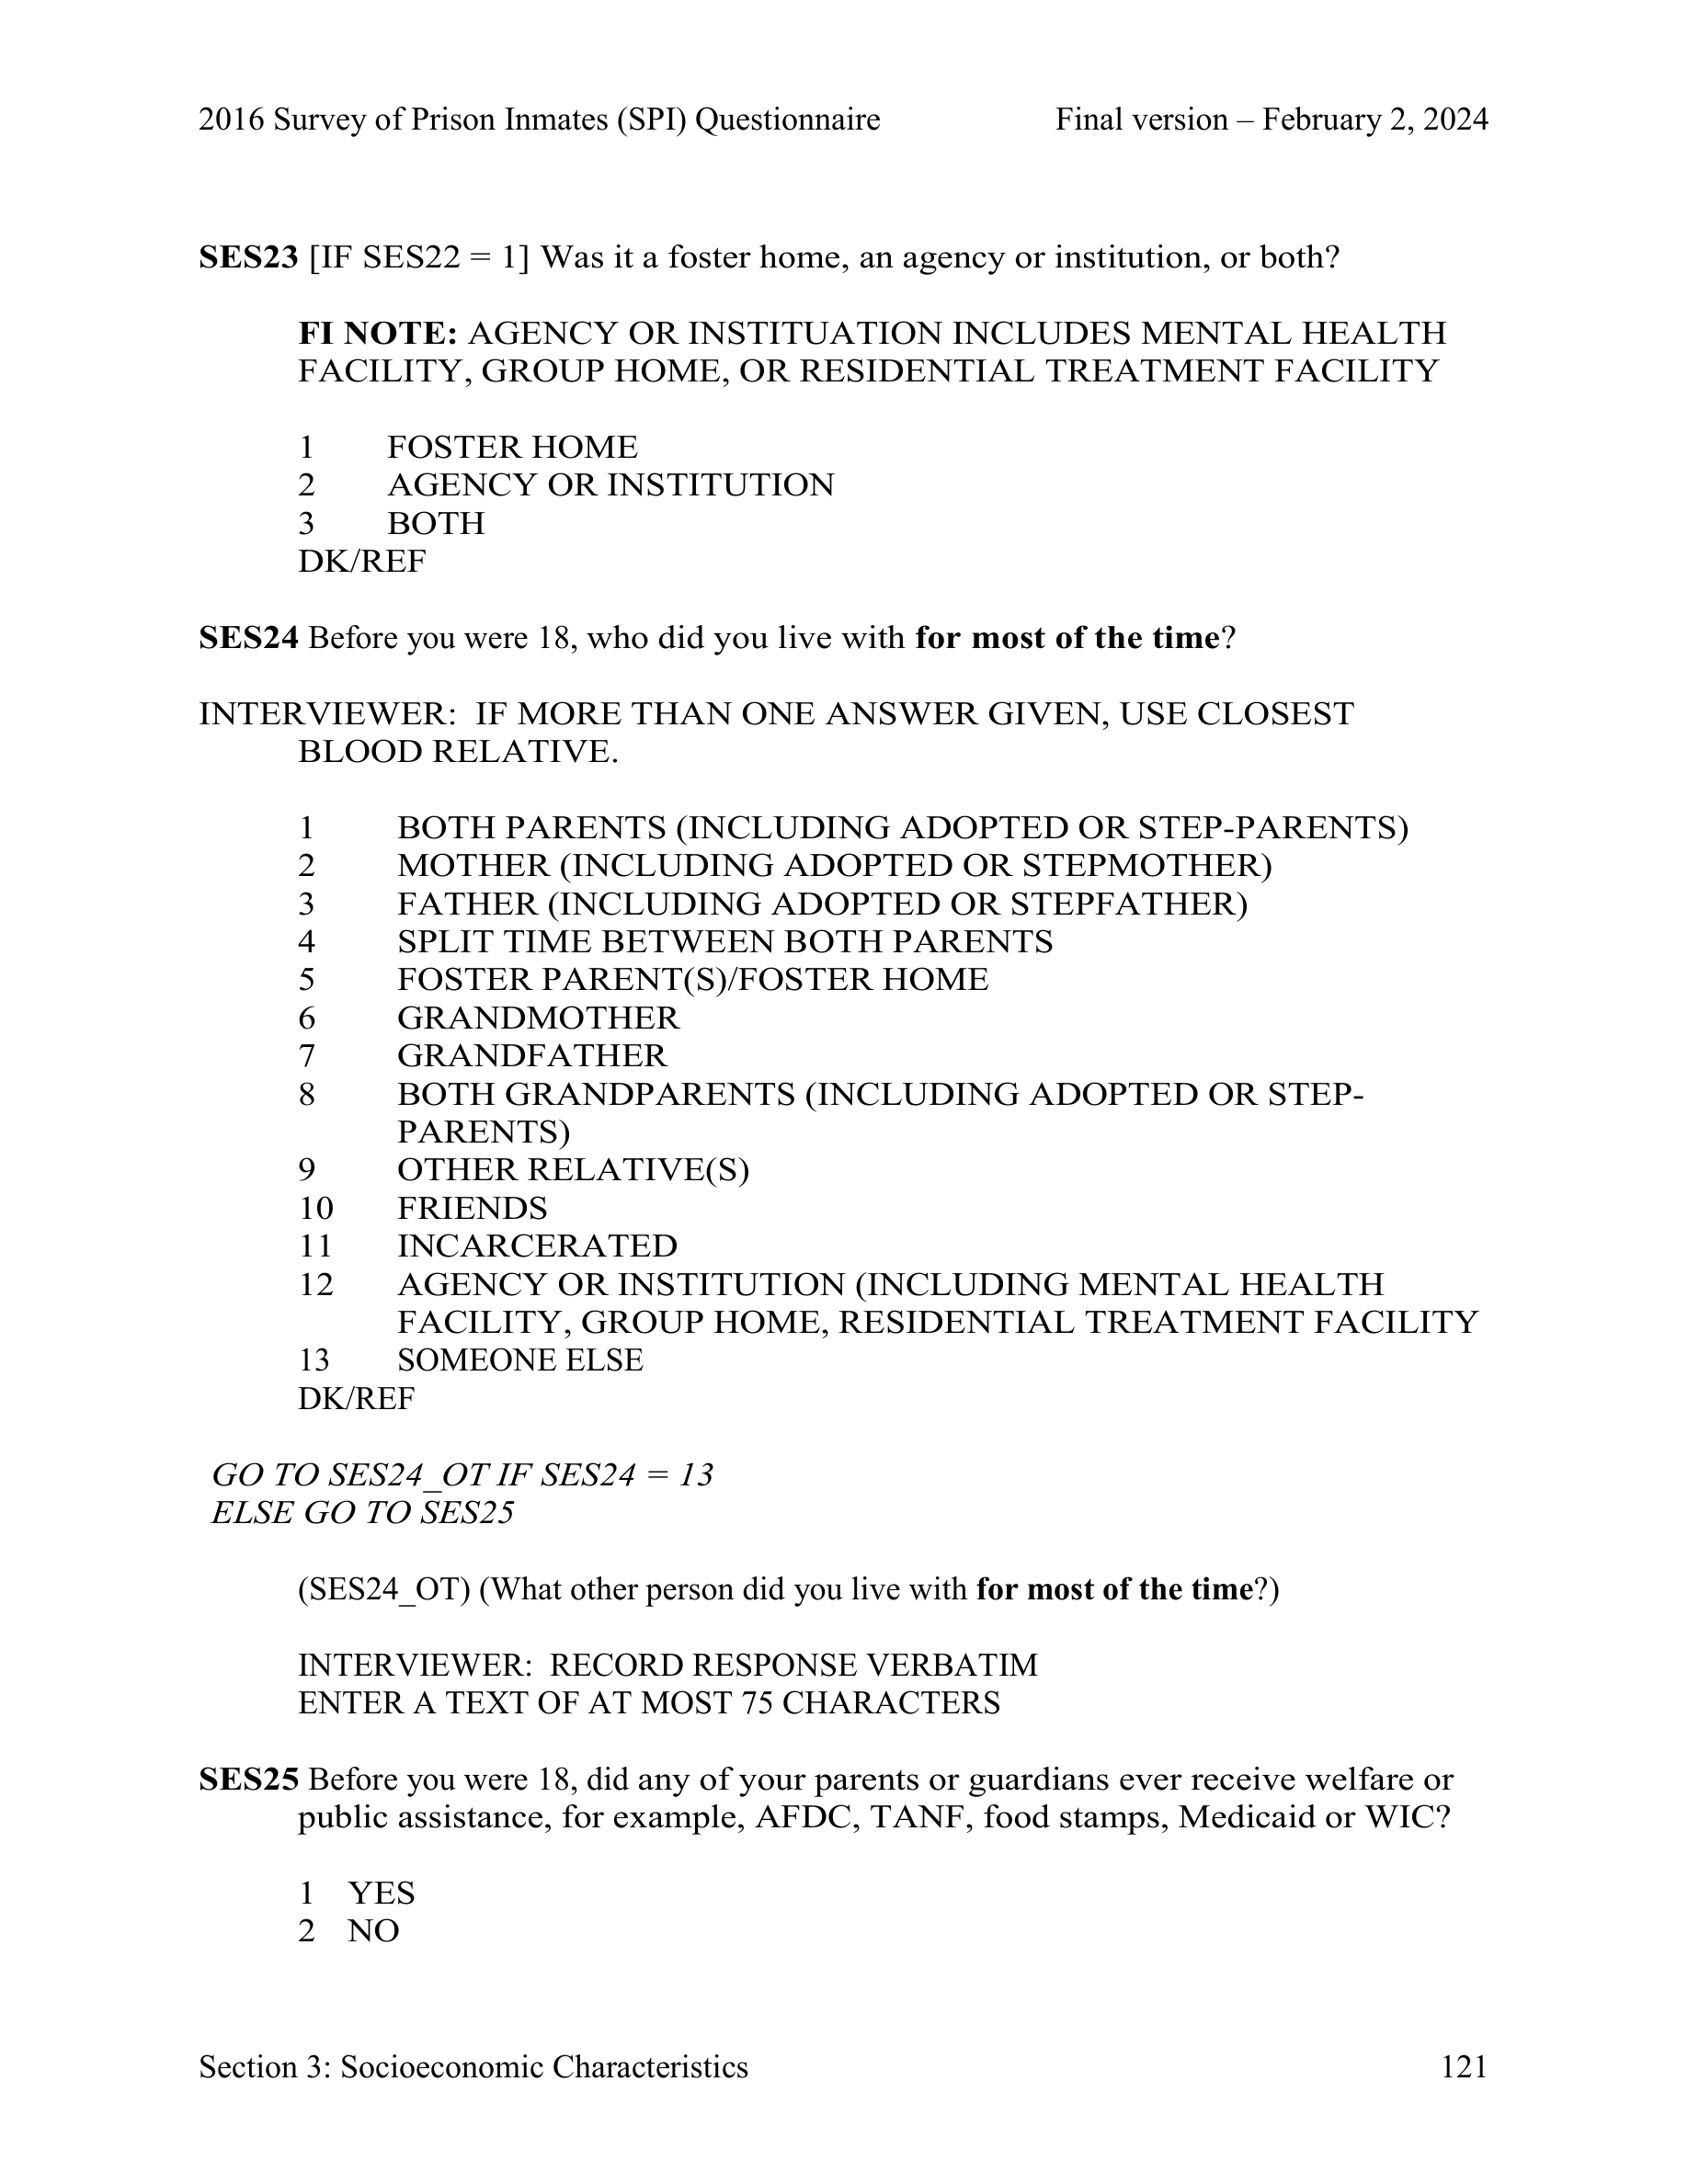 2016 Survey of Prison Inmates (SPI) Questionnaire Final version – February 2, 2024
SES23 [IF SES22 = 1] Was it a foster home, an agency or institution, or both?
FI NOTE: AGENCY OR INSTITUATION INCLUDES MENTAL HEALTH
FACILITY, GROUP HOME, OR RESIDENTIAL TREATMENT FACILITY
1 FOSTER HOME
2 AGENCY OR INSTITUTION
3 BOTH
DK/REF
SES24 Before you were 18, who did you live with for most of the time?
INTERVIEWER: IF MORE THAN ONE ANSWER GIVEN, USE CLOSEST
BLOOD RELATIVE.
1 BOTH PARENTS (INCLUDING ADOPTED OR STEP-PARENTS)
2 MOTHER (INCLUDING ADOPTED OR STEPMOTHER)
3 FATHER (INCLUDING ADOPTED OR STEPFATHER)
4 SPLIT TIME BETWEEN BOTH PARENTS
5 FOSTER PARENT(S)/FOSTER HOME
6 GRANDMOTHER
7 GRANDFATHER
8 BOTH GRANDPARENTS (INCLUDING ADOPTED OR STEP-
PARENTS)
9 OTHER RELATIVE(S)
10 FRIENDS
11 INCARCERATED
12 AGENCY OR INSTITUTION (INCLUDING MENTAL HEALTH
FACILITY, GROUP HOME, RESIDENTIAL TREATMENT FACILITY
13 SOMEONE ELSE
DK/REF
GO TO SES24_OT IF SES24 = 13
ELSE GO TO SES25
(SES24_OT) (What other person did you live with for most of the time?)
INTERVIEWER: RECORD RESPONSE VERBATIM
ENTER A TEXT OF AT MOST 75 CHARACTERS
SES25 Before you were 18, did any of your parents or guardians ever receive welfare or
public assistance, for example, AFDC, TANF, food stamps, Medicaid or WIC?
1 YES
2 NO
Section 3: Socioeconomic Characteristics 121